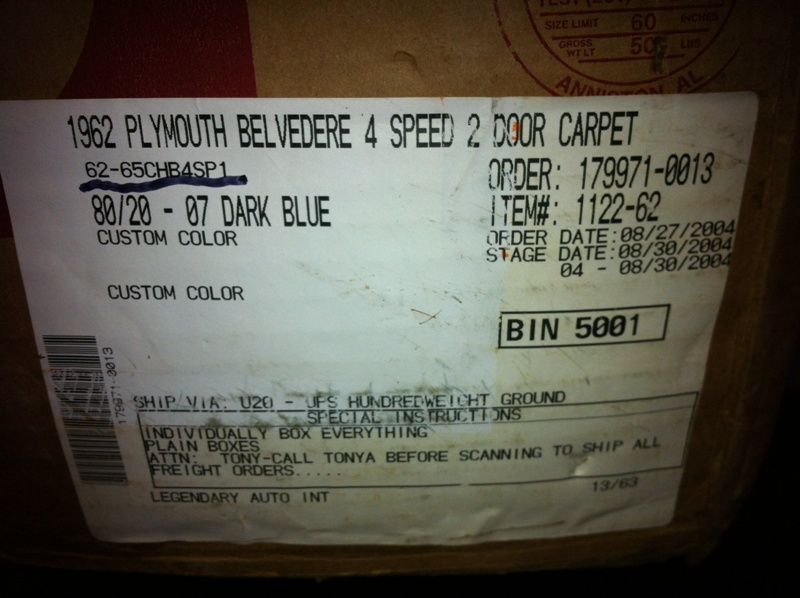 SIZE LIMIT 60 INCHES
GROSS WT LT LBS
ANNISTON, AL
1962 PLYMOUTH BELVEDERE 4 SPEED 2 DOOR CARPET
62-65CHB4SP1
ORDER: 179971-0013
80/20 - 07 DARK BLUE
ITEM#: 1122-62
CUSTOM COLOR
ORDER DATE:08/27/2004
STAGE DATE:08/30/2004
04 - 08/30/2004
CUSTOM COLOR
BIN 5001
179971-0013
SHIP VIA: U20 - UPS HUNDREDWEIGHT GROUND
SPECIAL INSTRUCTIONS
INDIVIDUALLY BOX EVERYTHING
PLAIN BOXES
ATTN: TONY-CALL TONYA BEFORE SCANNING TO SHIP ALL
FREIGHT ORDERS.....
13/63
LEGENDARY AUTO INT